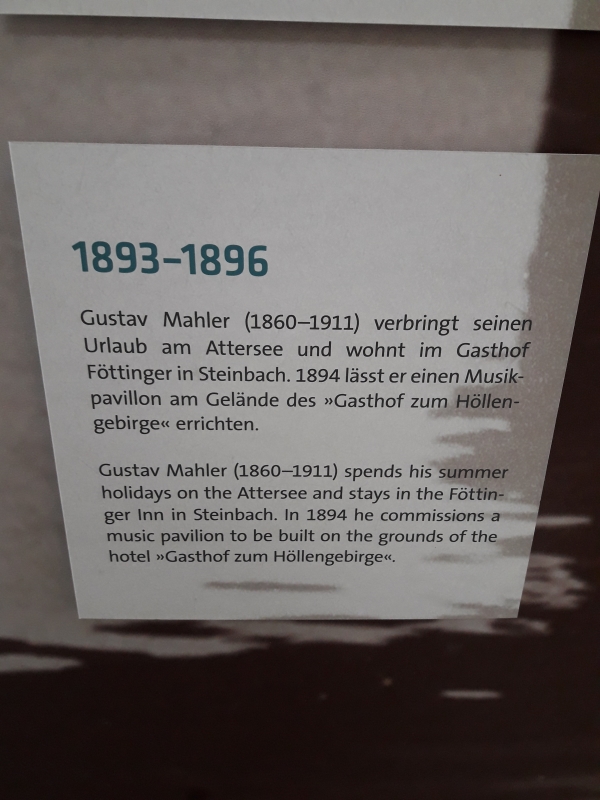 1893–1896
Gustav Mahler (1860–1911) verbringt seinen
Urlaub am Attersee und wohnt im Gasthof
Föttinger in Steinbach. 1894 lässt er einen Musik-
pavillon am Gelände des »Gasthof zum Höllen-
gebirge« errichten.
Gustav Mahler (1860–1911) spends his summer
holidays on the Attersee and stays in the Föttin-
ger Inn in Steinbach. In 1894 he commissions a
music pavilion to be built on the grounds of the
hotel »Gasthof zum Höllengebirge«.